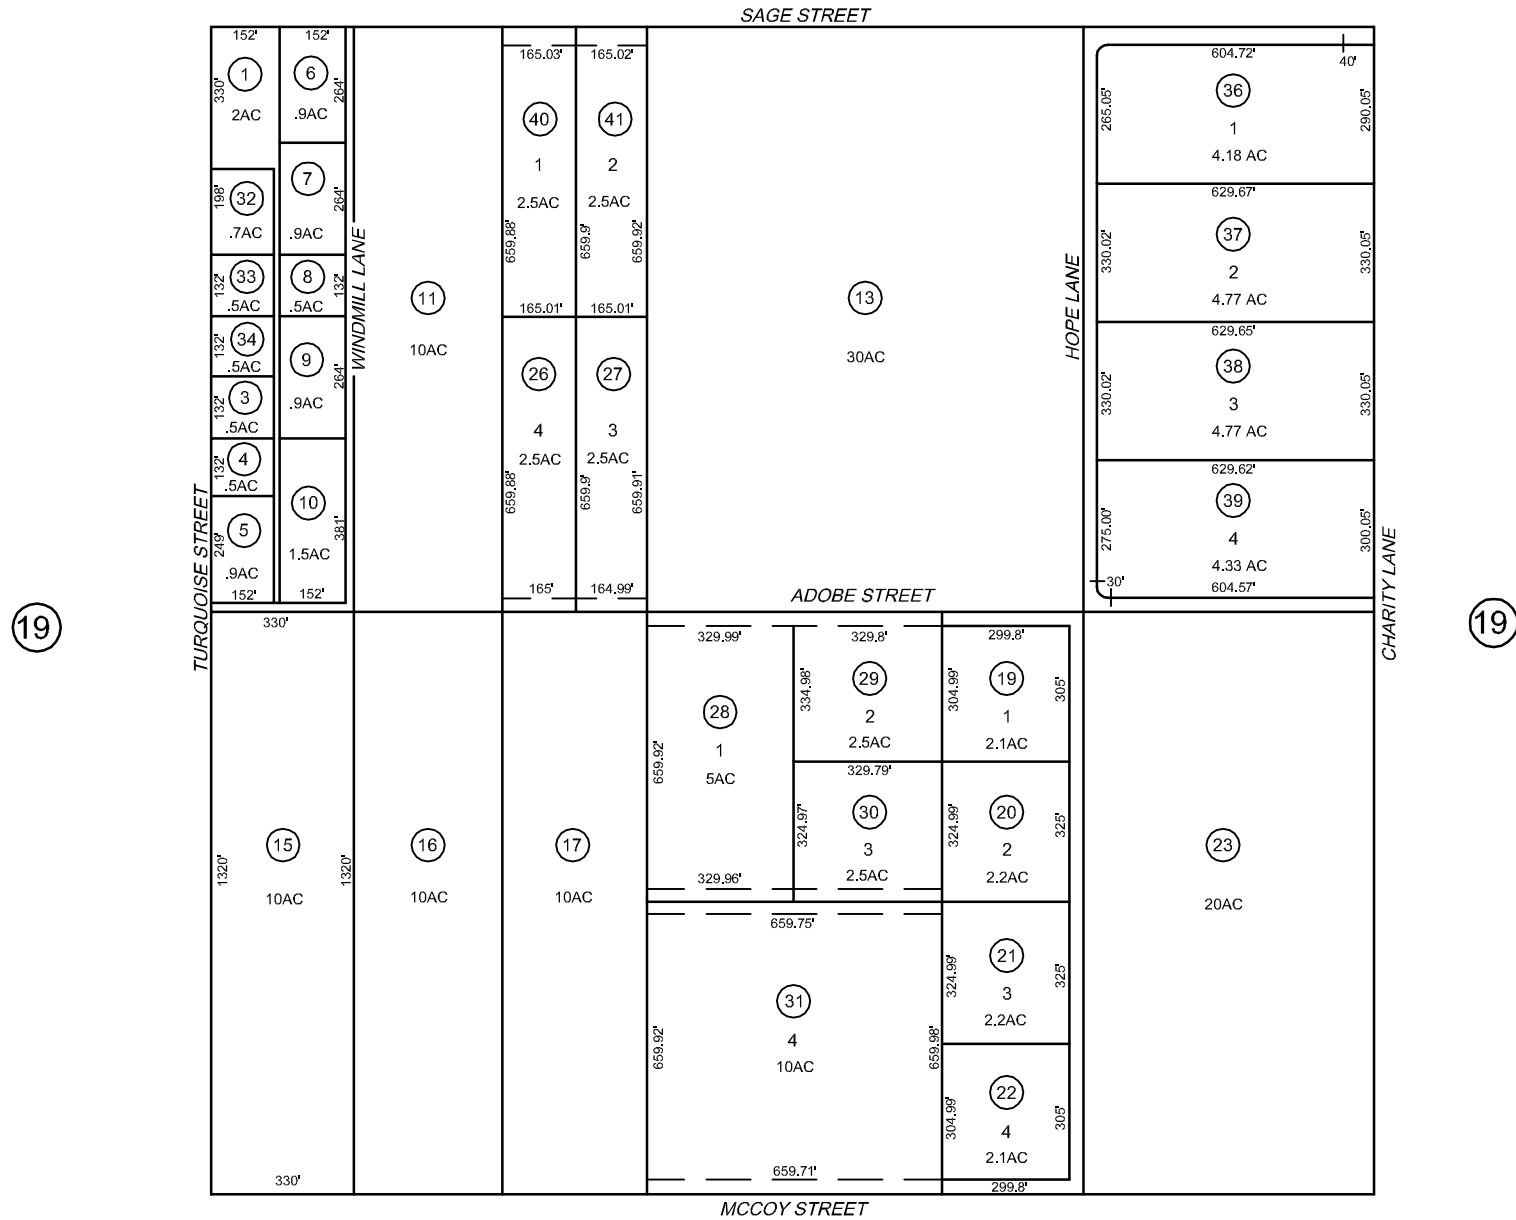 SAGE STREET
152'
152'
330'
1
2AC
6
264'
.9AC
198'
32
.7AC
7
264'
.9AC
132'
33
.5AC
8
132'
.5AC
132'
34
.5AC
9
264'
.9AC
132'
3
.5AC
132'
4
.5AC
10
381'
1.5AC
249'
5
.9AC
152'
152'
WINDMILL LANE
TURQUOISE STREET
11
10AC
165.03'
165.02'
40
1
2.5AC
659.88'
41
2
2.5AC
659.9'
659.92'
165.01'
165.01'
26
4
2.5AC
659.88'
27
3
2.5AC
659.9'
659.91'
165'
164.99'
13
30AC
HOPE LANE
604.72'
40'
265.05'
36
1
4.18 AC
290.05'
629.67'
330.02'
37
2
4.77 AC
330.05'
629.65'
330.02'
38
3
4.77 AC
330.05'
629.62'
275.00'
39
4
4.33 AC
300.05'
30'
604.57'
CHARITY LANE
ADOBE STREET
19
19
330'
1320'
15
10AC
1320'
330'
16
10AC
17
10AC
329.99'
28
1
5AC
659.92'
329.96'
329.8'
334.98'
29
2
2.5AC
329.79'
324.97'
30
3
2.5AC
299.8'
304.99'
19
1
2.1AC
305'
324.99'
20
2
2.2AC
325'
324.99'
21
3
2.2AC
325'
304.99'
22
4
2.1AC
305'
299.8'
659.75'
31
4
10AC
659.92'
659.98'
659.71'
23
20AC
MCCOY STREET